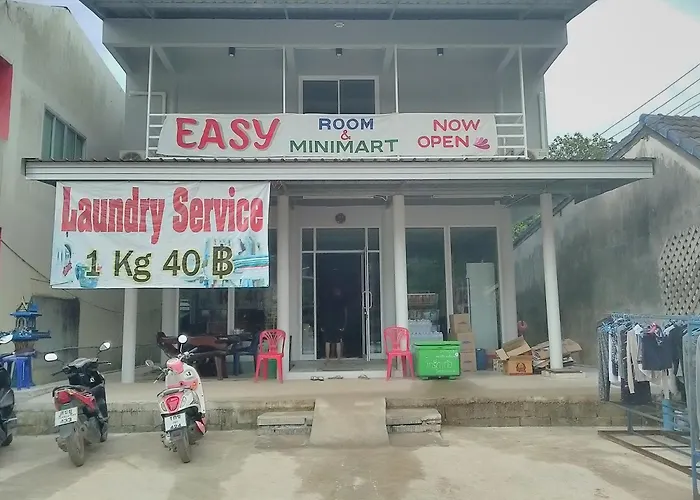 EASY
ROOM
&
MINIMART
NOW
OPEN
Laundry Service
1 Kg 40 ฿